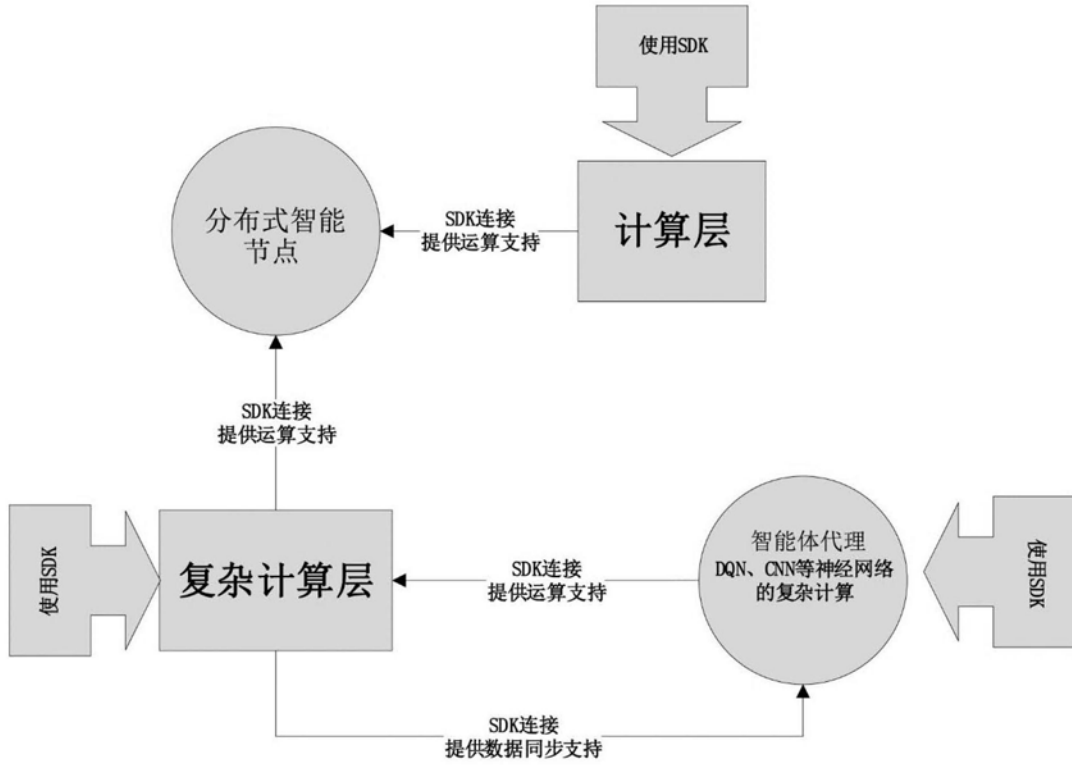 使用SDK
分布式智能
节点
SDK连接
提供运算支持
计算层
SDK连接
提供运算支持
使用SDK
复杂计算层
SDK连接
提供运算支持
智能体代理
DQN、CNN等神经网络
的复杂计算
使用SDK
SDK连接
提供数据同步支持